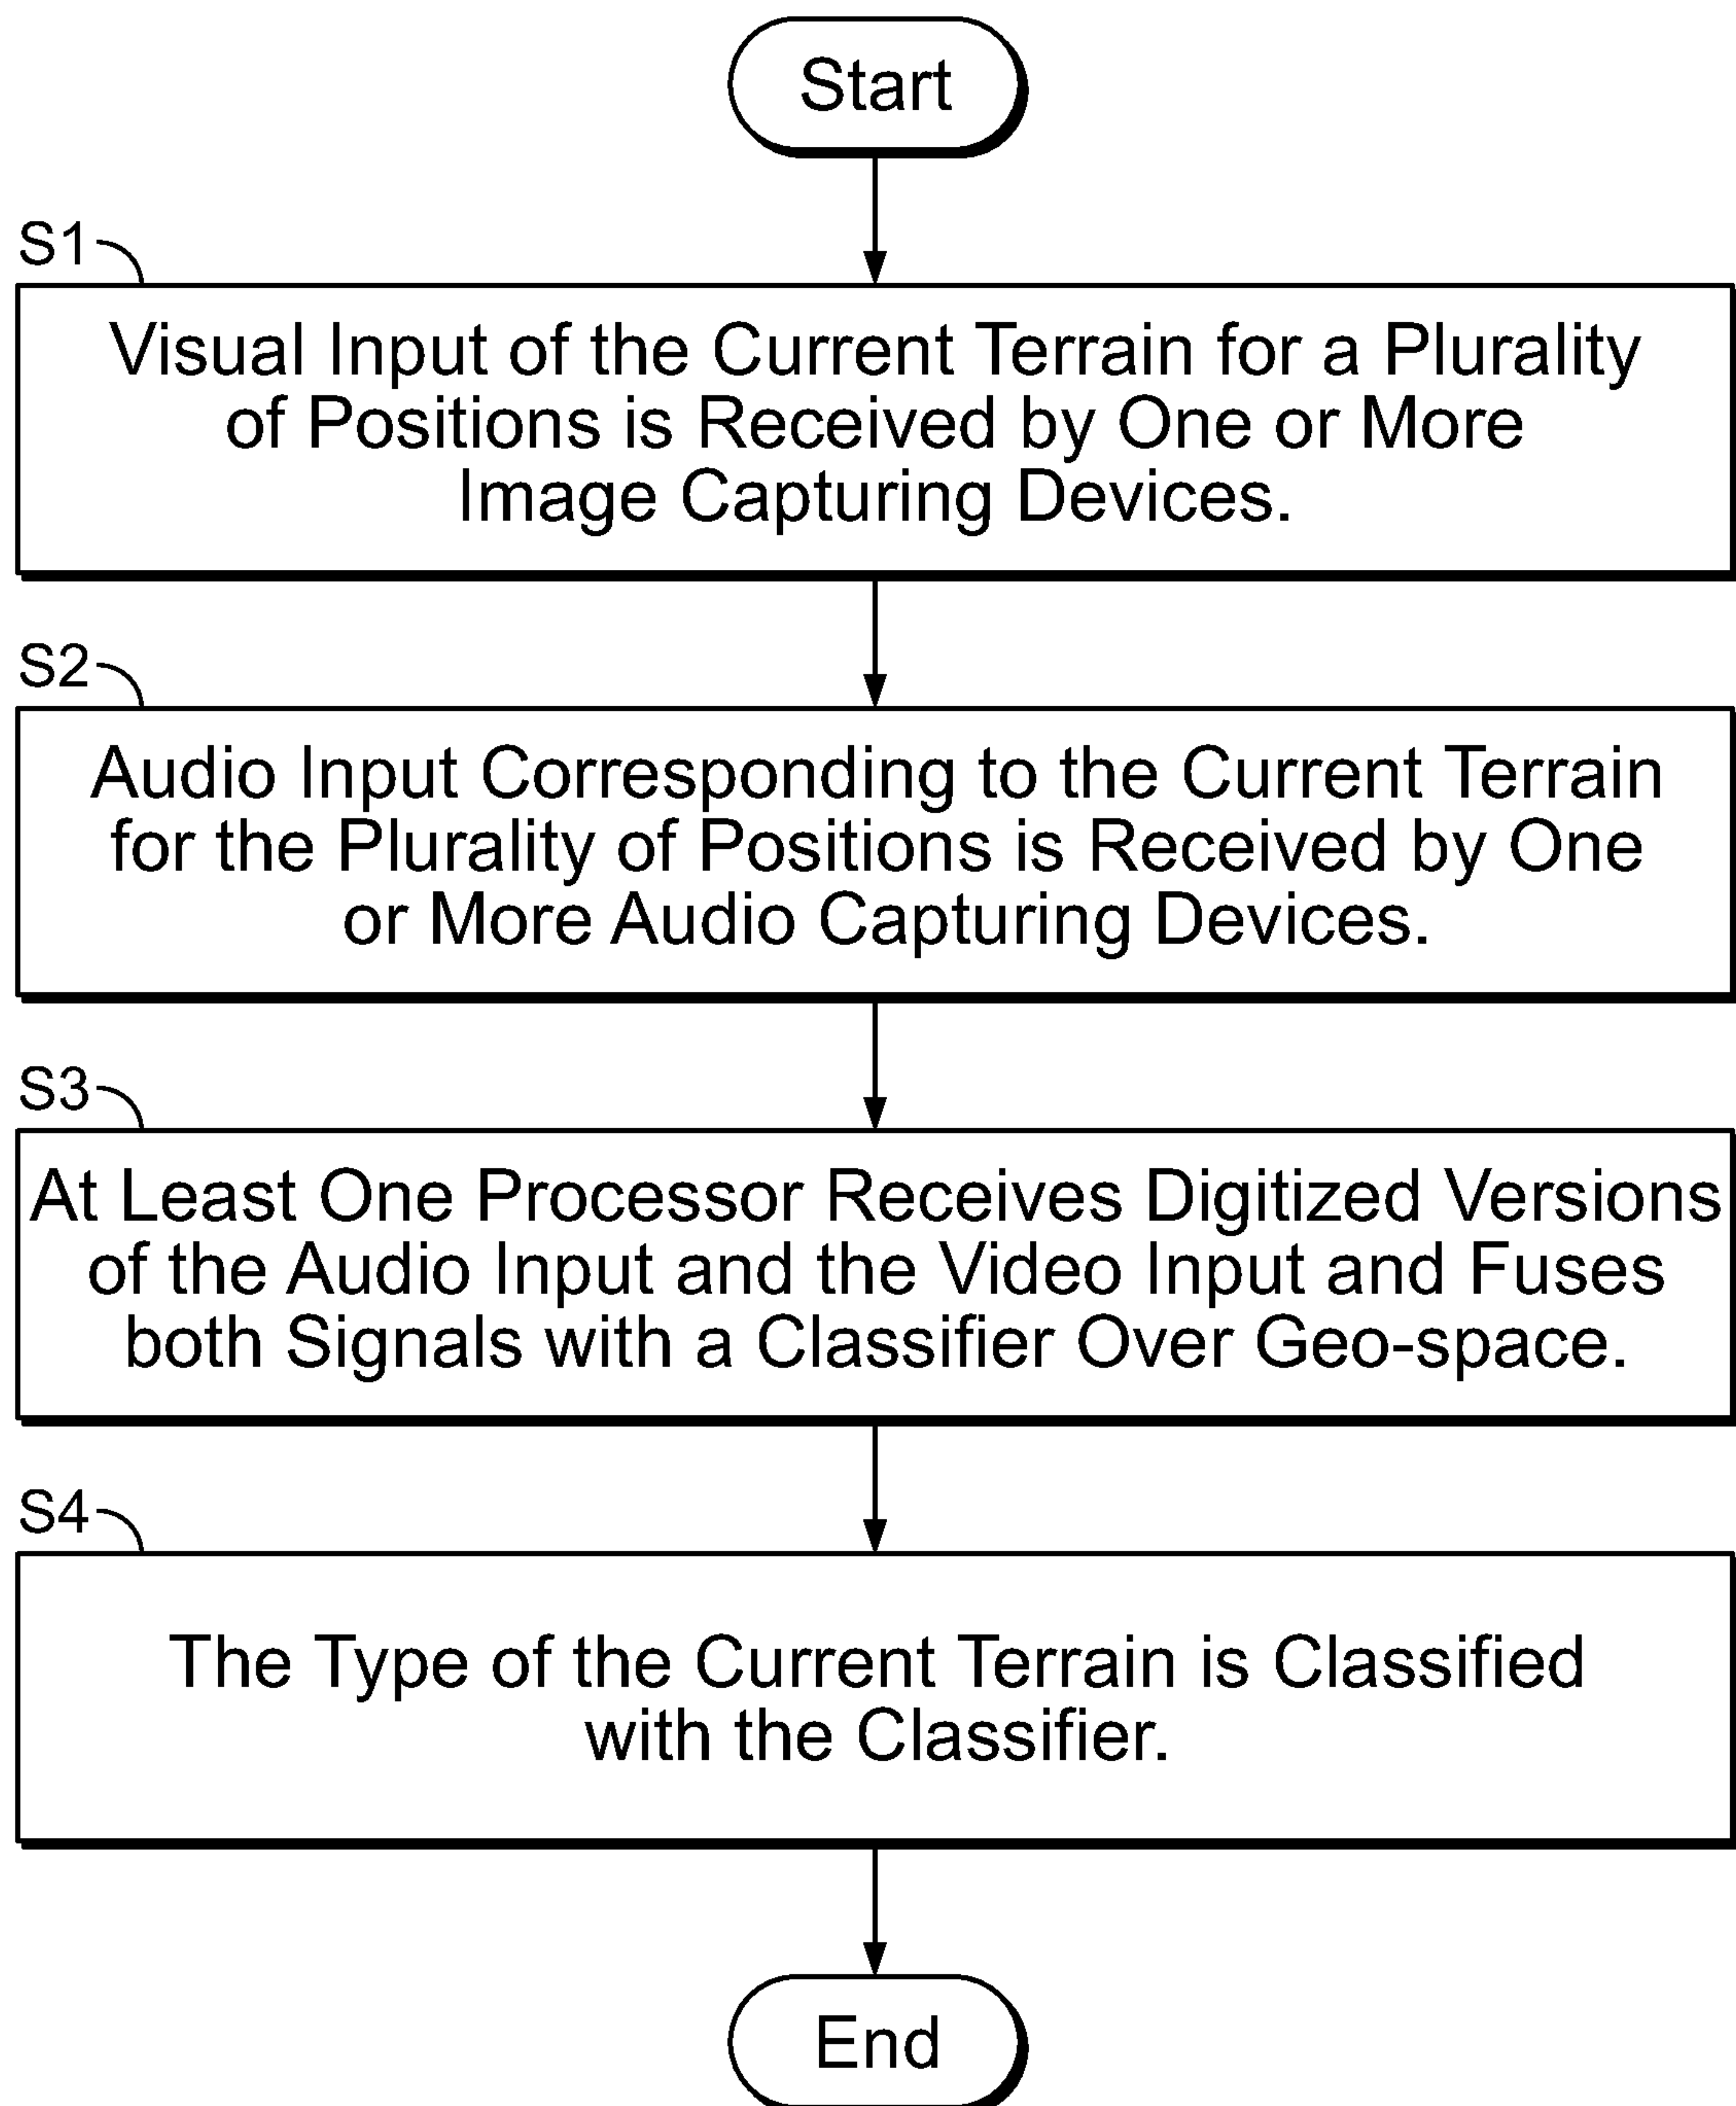 Start
S1
Visual Input of the Current Terrain for a Plurality
of Positions is Received by One or More
Image Capturing Devices.
S2
Audio Input Corresponding to the Current Terrain
for the Plurality of Positions is Received by One
or More Audio Capturing Devices.
S3
At Least One Processor Receives Digitized Versions
of the Audio Input and the Video Input and Fuses
both Signals with a Classifier Over Geo-space.
S4
The Type of the Current Terrain is Classified
with the Classifier.
End